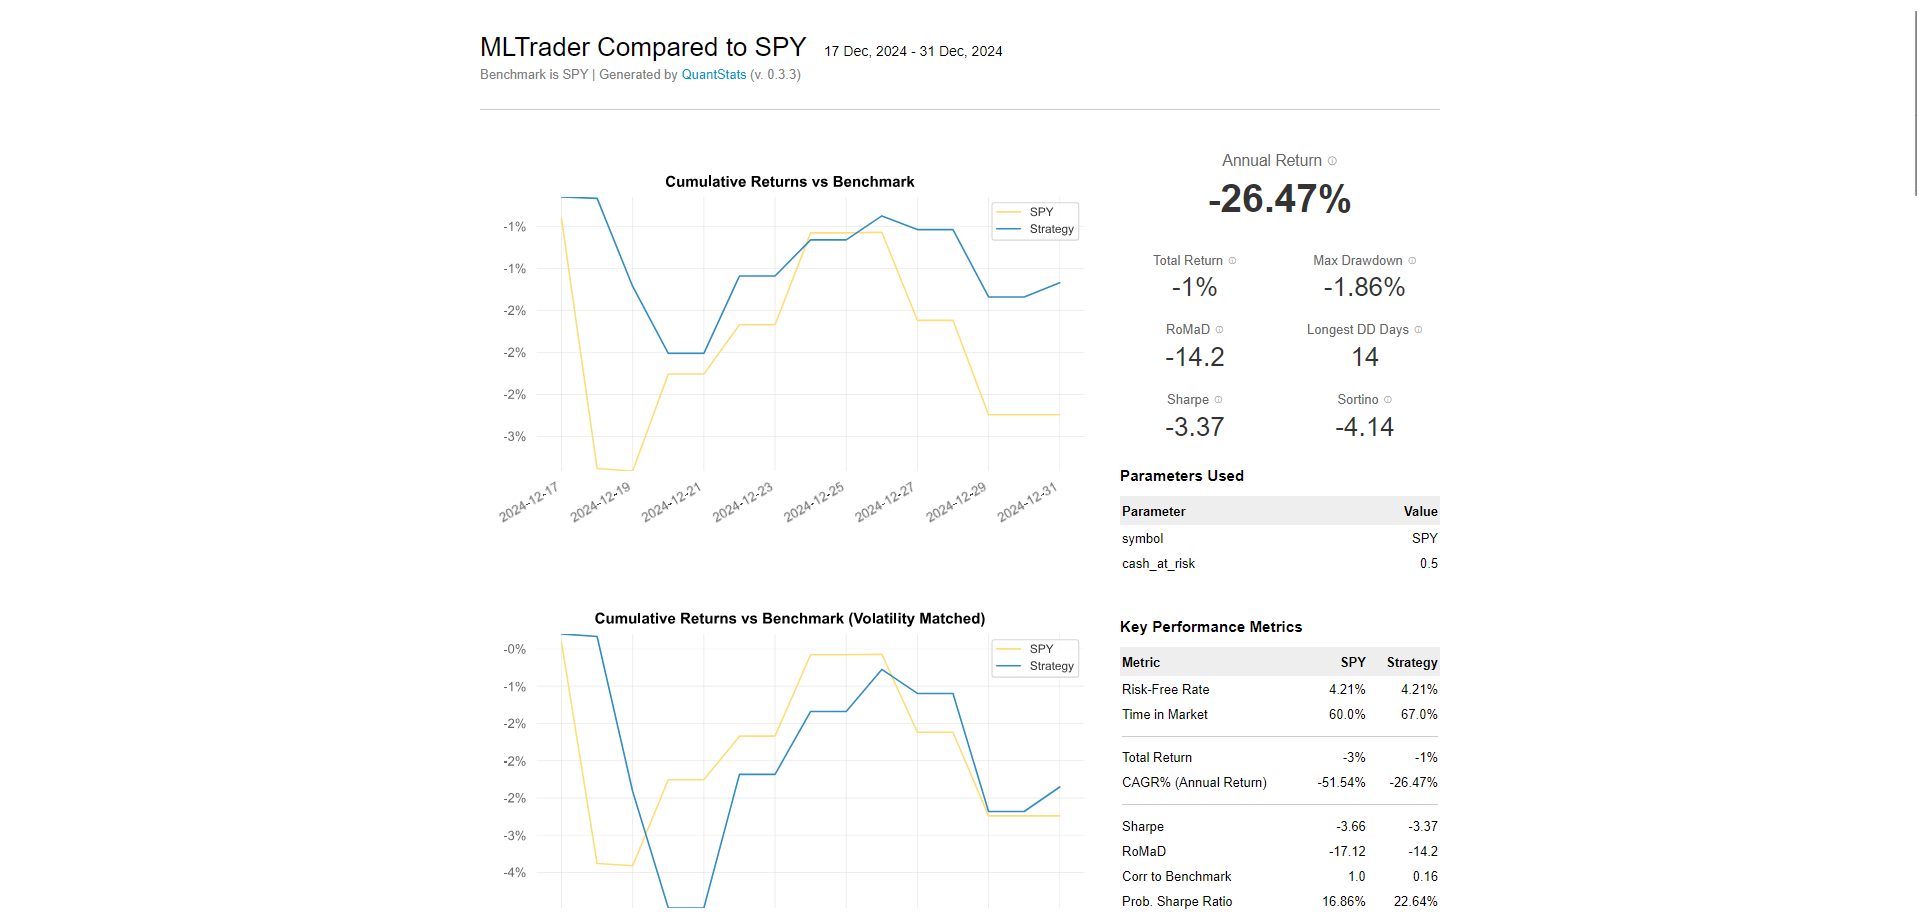 MLTrader Compared to SPY 17 Dec, 2024 - 31 Dec, 2024
Benchmark is SPY | Generated by QuantStats (v. 0.3.3)
Cumulative Returns vs Benchmark
SPY
Strategy
-1%
-1%
-2%
-2%
-2%
-3%
2024-12-17
2024-12-19
2024-12-21
2024-12-23
2024-12-25
2024-12-27
2024-12-29
2024-12-31
Cumulative Returns vs Benchmark (Volatility Matched)
SPY
Strategy
-0%
-1%
-2%
-2%
-2%
-3%
-4%
Annual Return
-26.47%
Total Return Max Drawdown
-1% -1.86%
RoMaD Longest DD Days
-14.2 14
Sharpe Sortino
-3.37 -4.14
Parameters Used
Parameter Value
symbol SPY
cash_at_risk 0.5
Key Performance Metrics
Metric SPY Strategy
Risk-Free Rate 4.21% 4.21%
Time in Market 60.0% 67.0%
Total Return -3% -1%
CAGR% (Annual Return) -51.54% -26.47%
Sharpe -3.66 -3.37
RoMaD -17.12 -14.2
Corr to Benchmark 1.0 0.16
Prob. Sharpe Ratio 16.86% 22.64%